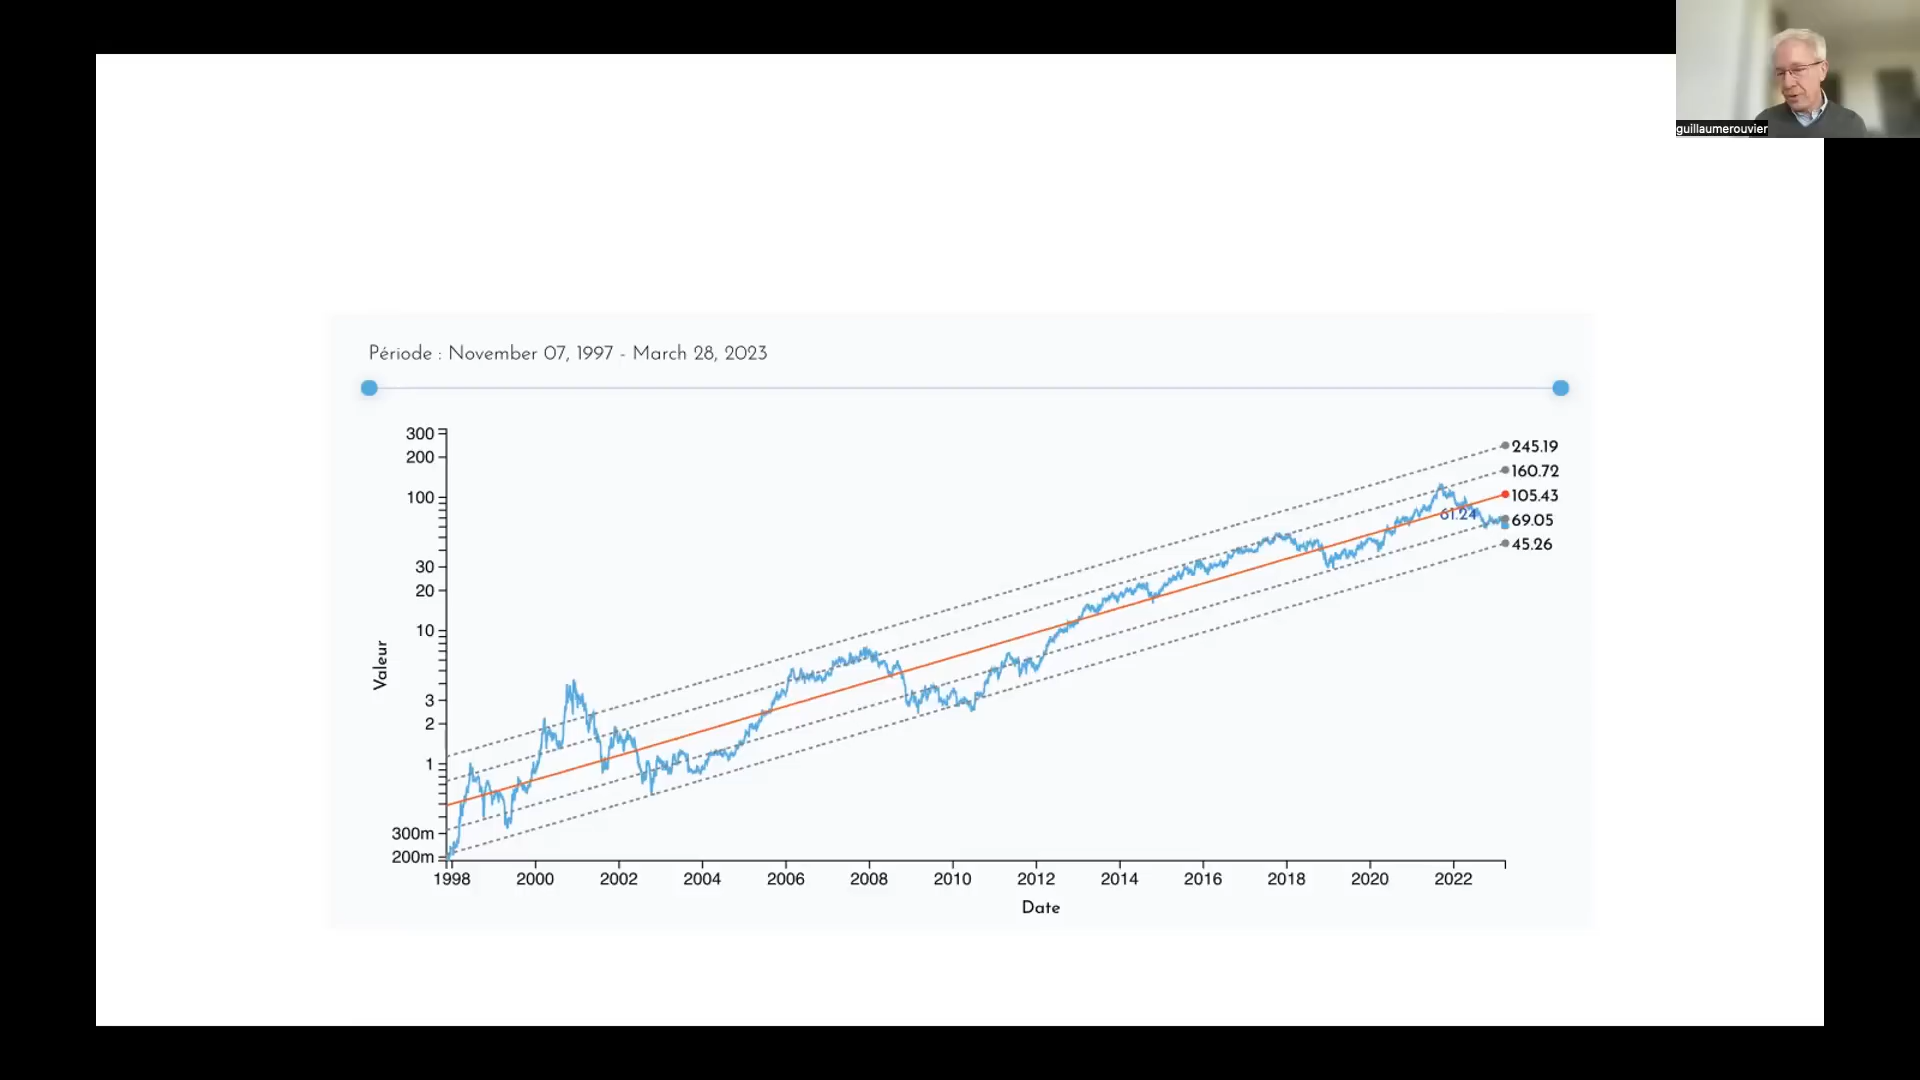 guillaumerouvier
Période : November 07, 1997 - March 28, 2023
300
200
100
30
20
10
3
2
1
300m
200m
Valeur
245.19
160.72
105.43
61.24
69.05
45.26
1998 2000 2002 2004 2006 2008 2010 2012 2014 2016 2018 2020 2022
Date